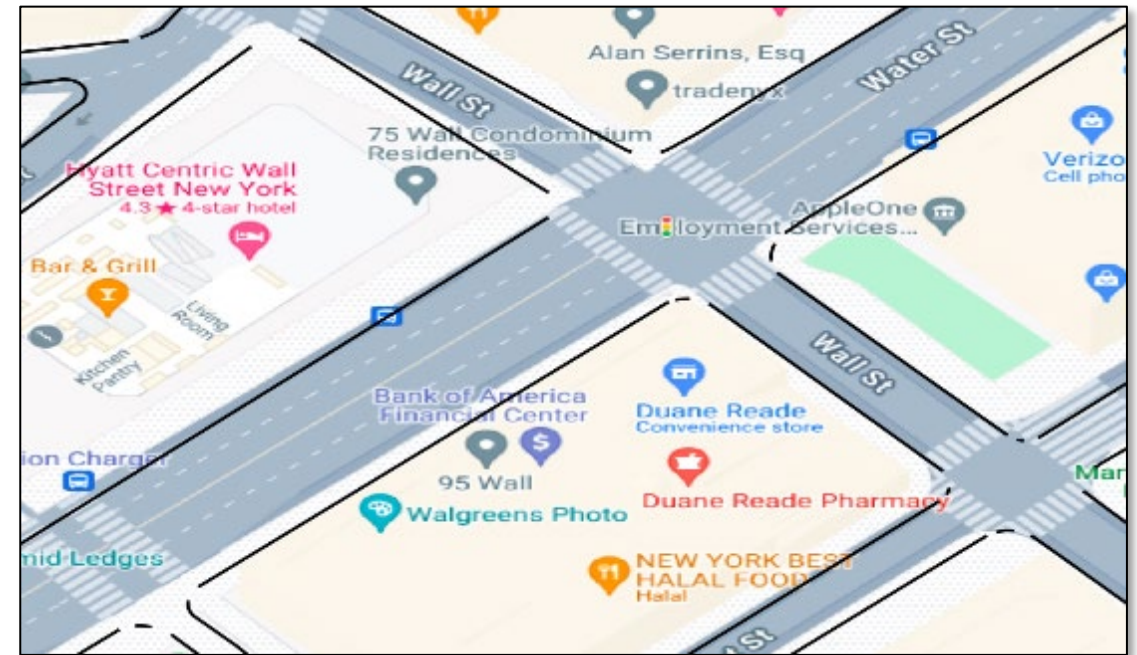 Alan Serrins, Esq
tradenyx
Water St
Wall St
75 Wall Condominium
Residences
Verizo
Cell pho
Hyatt Centric Wall
Street New York
4.3 ★ 4-star hotel
AppleOne
Employment Services...
Bar & Grill
Living
Room
Kitchen
Pantry
Wall St
Bank of America
Financial Center
Duane Reade
Convenience store
ion Charger
95 Wall
Duane Reade Pharmacy
Mar
Walgreens Photo
mid Ledges
NEW YORK BEST
HALAL FOOD
Halal
St